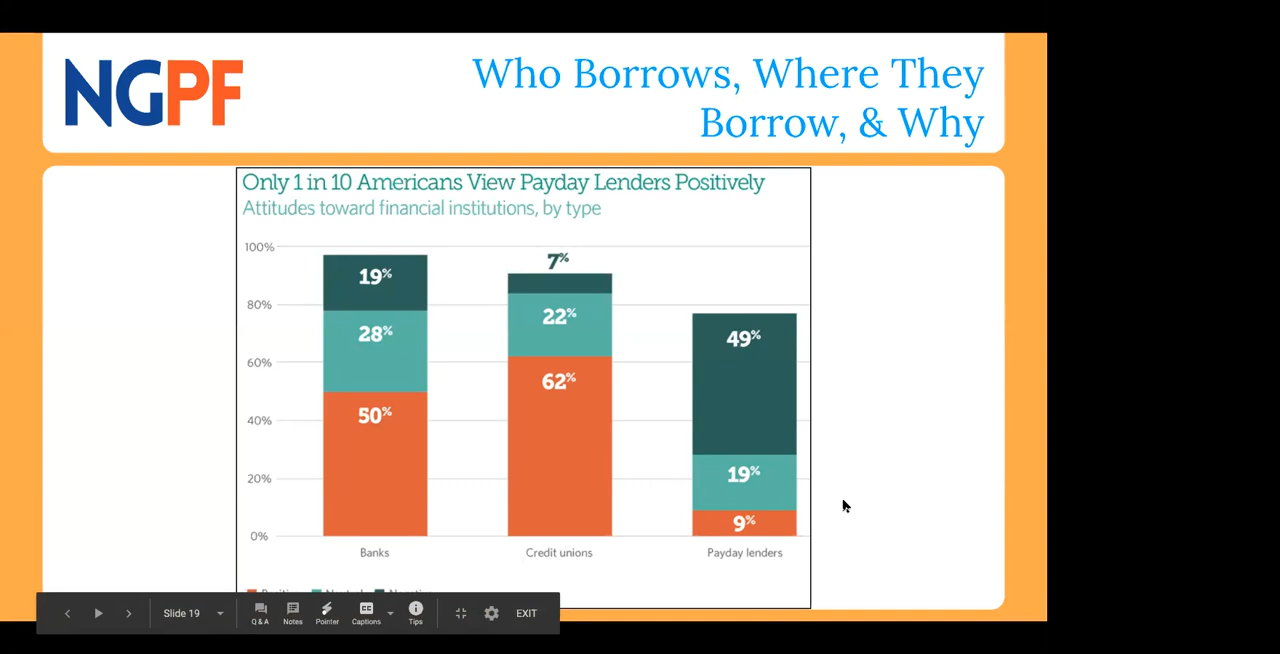 NGPF
Who Borrows, Where They
Borrow, & Why
Only 1 in 10 Americans View Payday Lenders Positively
Attitudes toward financial institutions, by type
100%
80%
60%
40%
20%
0%
19%
28%
50%
7%
22%
62%
49%
19%
9%
Banks
Credit unions
Payday lenders
Slide 19
Q & A
Notes
Pointer
CC
Captions
Tips
EXIT